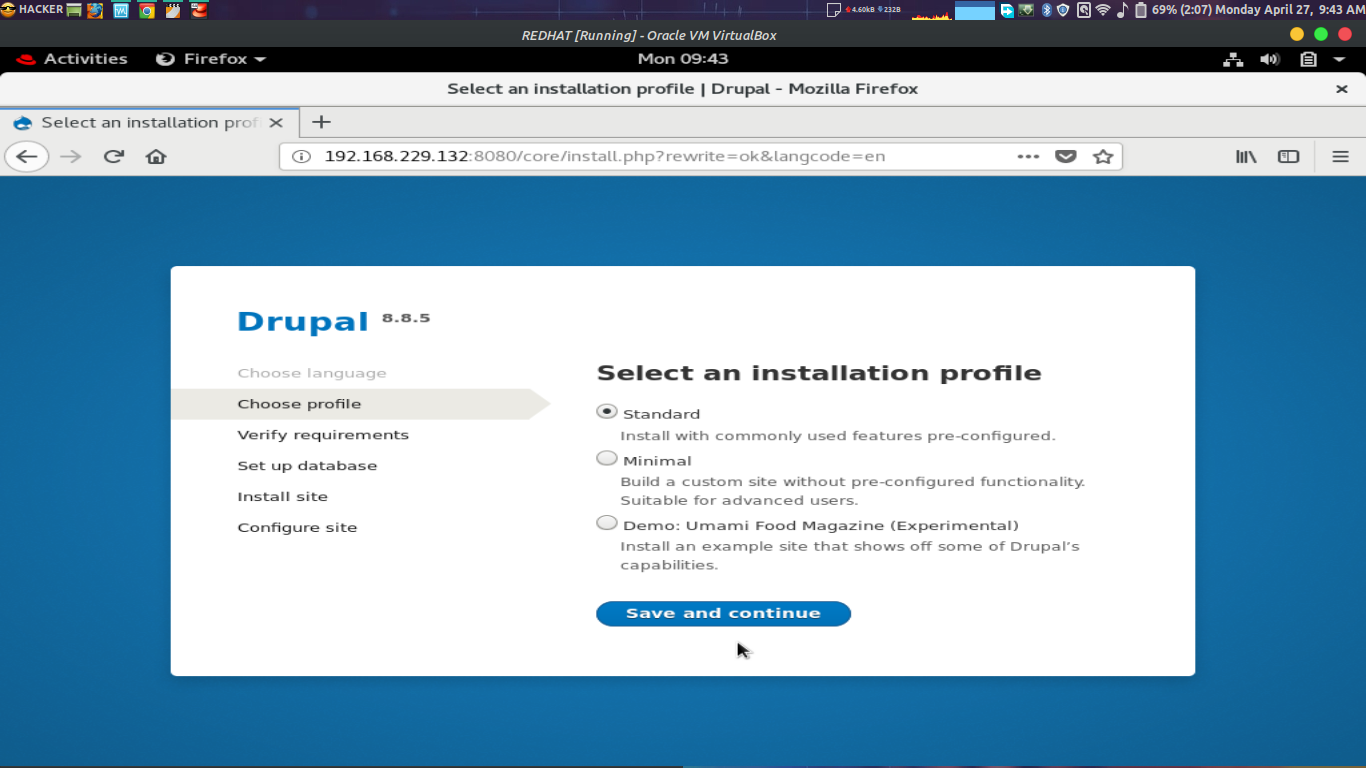 HACKER
4.60kB 232B
69% (2:07) Monday April 27, 9:43 AM
REDHAT [Running] - Oracle VM VirtualBox
Activities Firefox Mon 09:43
Select an installation profile | Drupal - Mozilla Firefox
Select an installation prof
192.168.229.132:8080/core/install.php?rewrite=ok&langcode=en
Drupal 8.8.5
Choose language
Choose profile
Verify requirements
Set up database
Install site
Configure site
Select an installation profile
Standard
Install with commonly used features pre-configured.
Minimal
Build a custom site without pre-configured functionality.
Suitable for advanced users.
Demo: Umami Food Magazine (Experimental)
Install an example site that shows off some of Drupal's
capabilities.
Save and continue